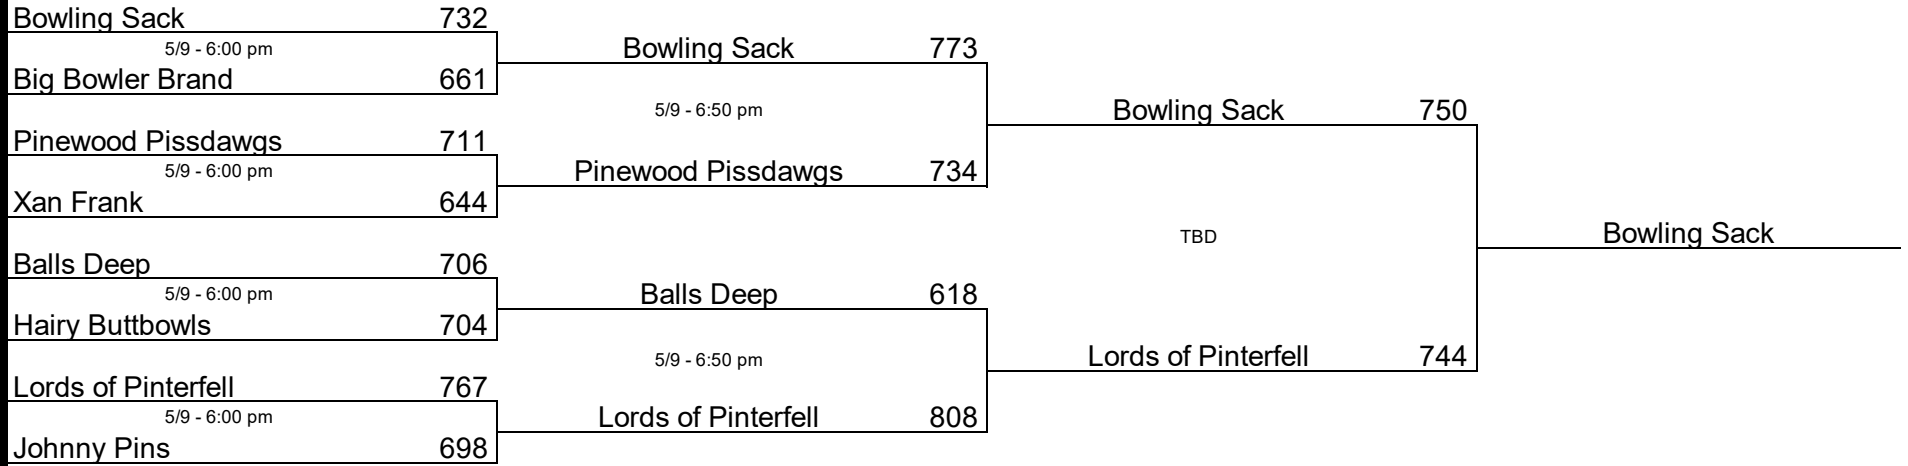 Bowling Sack 732
5/9 - 6:00 pm
Big Bowler Brand 661
Pinewood Pissdawgs 711
5/9 - 6:00 pm
Xan Frank 644
Balls Deep 706
5/9 - 6:00 pm
Hairy Buttbowls 704
Lords of Pinterfell 767
5/9 - 6:00 pm
Johnny Pins 698
Bowling Sack 773
5/9 - 6:50 pm
Pinewood Pissdawgs 734
Balls Deep 618
5/9 - 6:50 pm
Lords of Pinterfell 808
Bowling Sack 750
TBD
Lords of Pinterfell 744
Bowling Sack